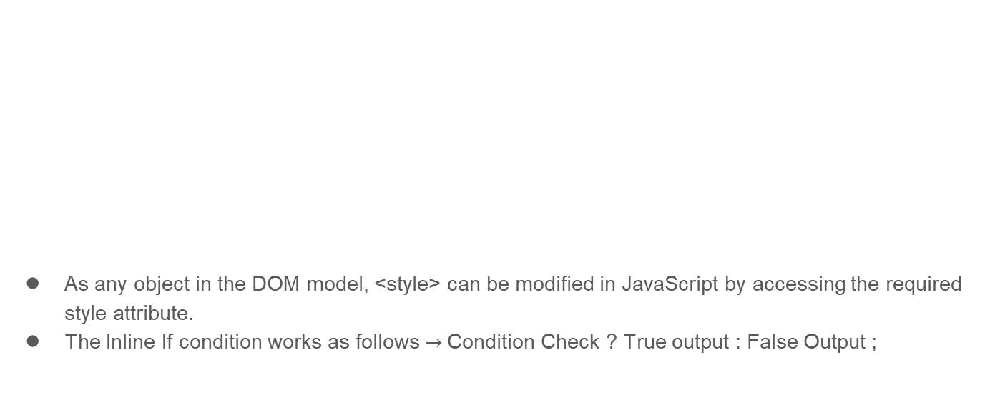 ● As any object in the DOM model, <style> can be modified in JavaScript by accessing the required
style attribute.
● The Inline If condition works as follows → Condition Check ? True output : False Output ;